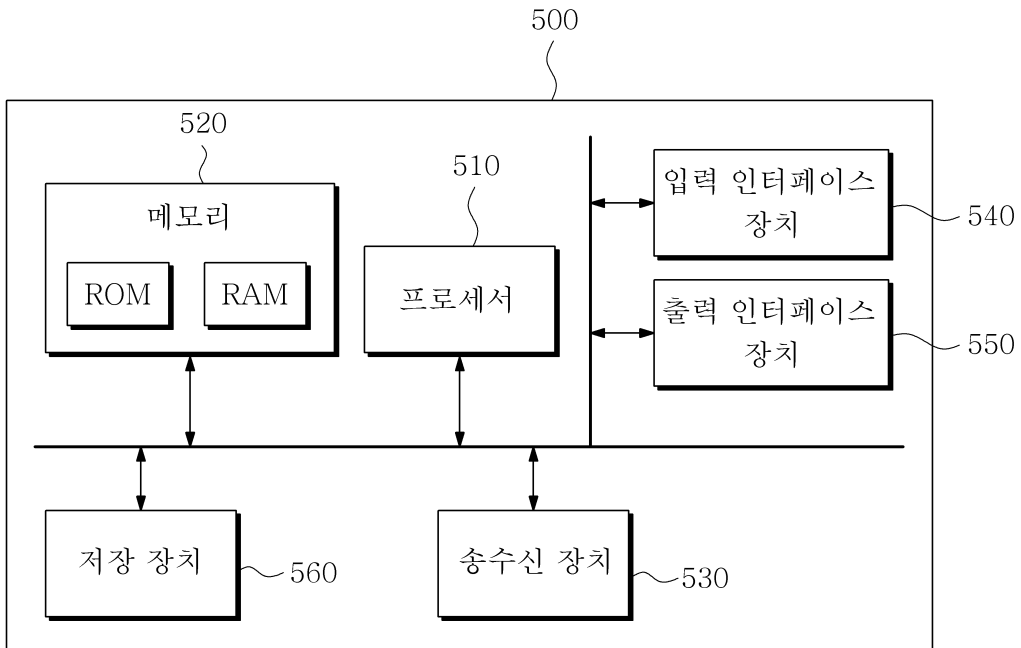 500
520
510
메모리
ROM
RAM
프로세서
입력 인터페이스
장치
540
출력 인터페이스
장치
550
저장 장치
560
송수신 장치
530